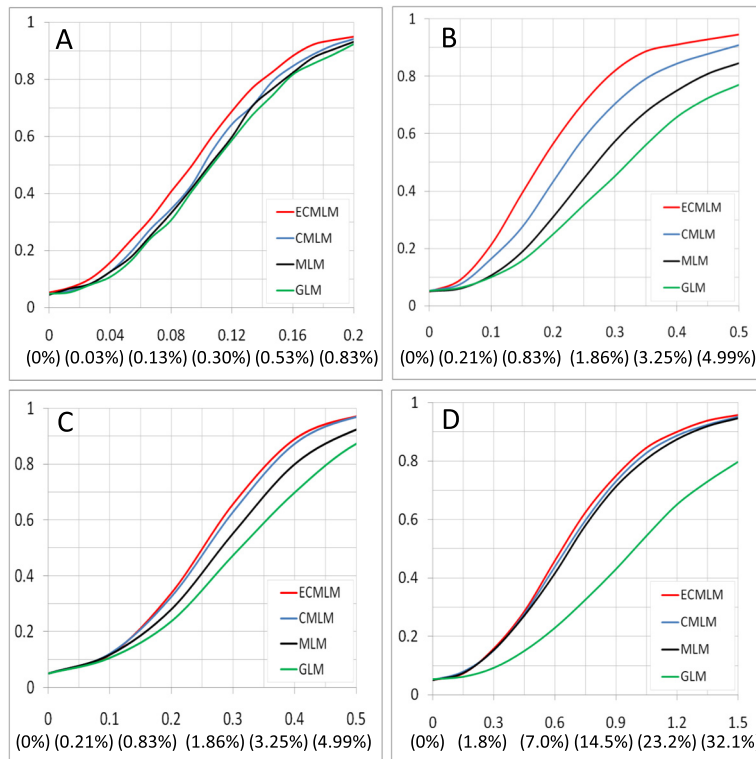 A
1
0.8
0.6
0.4
0.2
0
ECMLM
CMLM
MLM
GLM
0 0.04 0.08 0.12 0.16 0.2
(0%) (0.03%) (0.13%) (0.30%) (0.53%) (0.83%)
B
1
0.8
0.6
0.4
0.2
0
ECMLM
CMLM
MLM
GLM
0 0.1 0.2 0.3 0.4 0.5
(0%) (0.21%) (0.83%) (1.86%) (3.25%) (4.99%)
C
1
0.8
0.6
0.4
0.2
0
ECMLM
CMLM
MLM
GLM
0 0.1 0.2 0.3 0.4 0.5
(0%) (0.21%) (0.83%) (1.86%) (3.25%) (4.99%)
D
1
0.8
0.6
0.4
0.2
0
ECMLM
CMLM
MLM
GLM
0 0.3 0.6 0.9 1.2 1.5
(0%) (1.8%) (7.0%) (14.5%) (23.2%) (32.1%